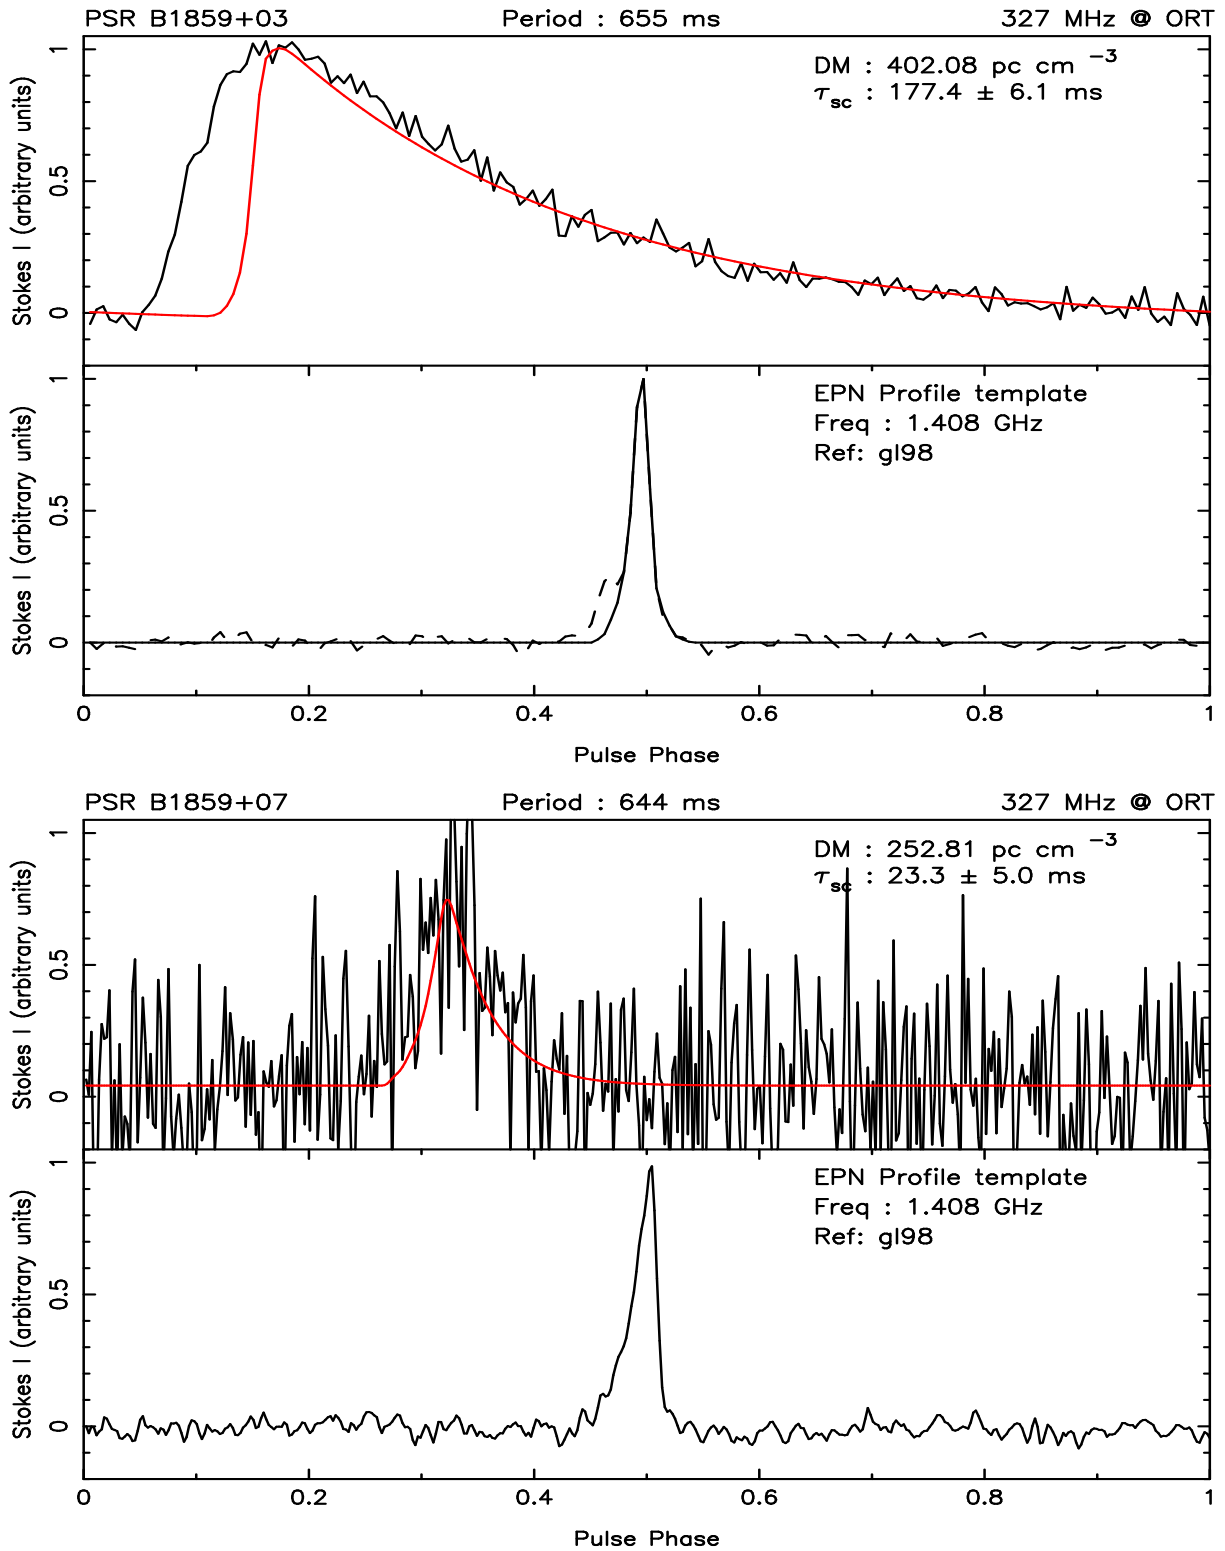 PSR B1859+03 Period : 655 ms 327 MHz @ ORT
DM : 402.08 pc cm −3
τsc : 177.4 ± 6.1 ms
Stokes I (arbitrary units)
1
0.5
0
EPN Profile template
Freq : 1.408 GHz
Ref: gl98
Stokes I (arbitrary units)
1
0.5
0
0 0.2 0.4 0.6 0.8 1
Pulse Phase
PSR B1859+07 Period : 644 ms 327 MHz @ ORT
DM : 252.81 pc cm −3
τsc : 23.3 ± 5.0 ms
Stokes I (arbitrary units)
1
0.5
0
EPN Profile template
Freq : 1.408 GHz
Ref: gl98
Stokes I (arbitrary units)
1
0.5
0
0 0.2 0.4 0.6 0.8 1
Pulse Phase